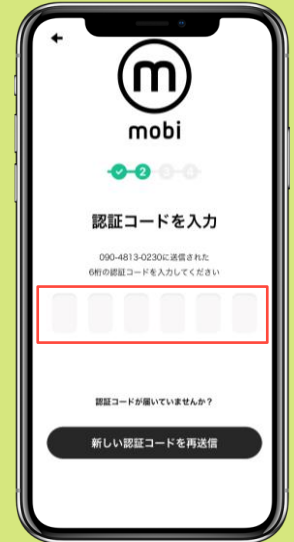 m
mobi
2 3 4
認証コードを入力
090-4813-0230に送信された
6桁の認証コードを入力してください
認証コードが届いていませんか？
新しい認証コードを再送信